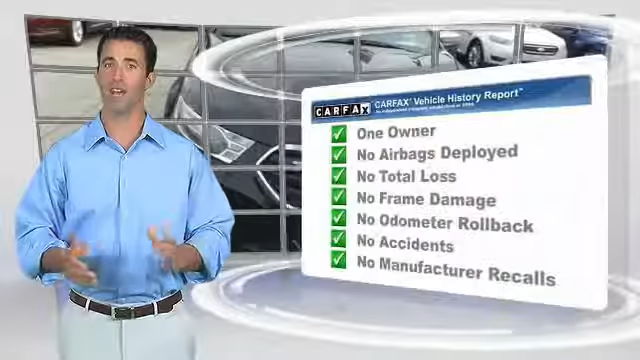 CARFAX CARFAX Vehicle History Report™
One Owner
No Airbags Deployed
No Total Loss
No Frame Damage
No Odometer Rollback
No Accidents
No Manufacturer Recalls